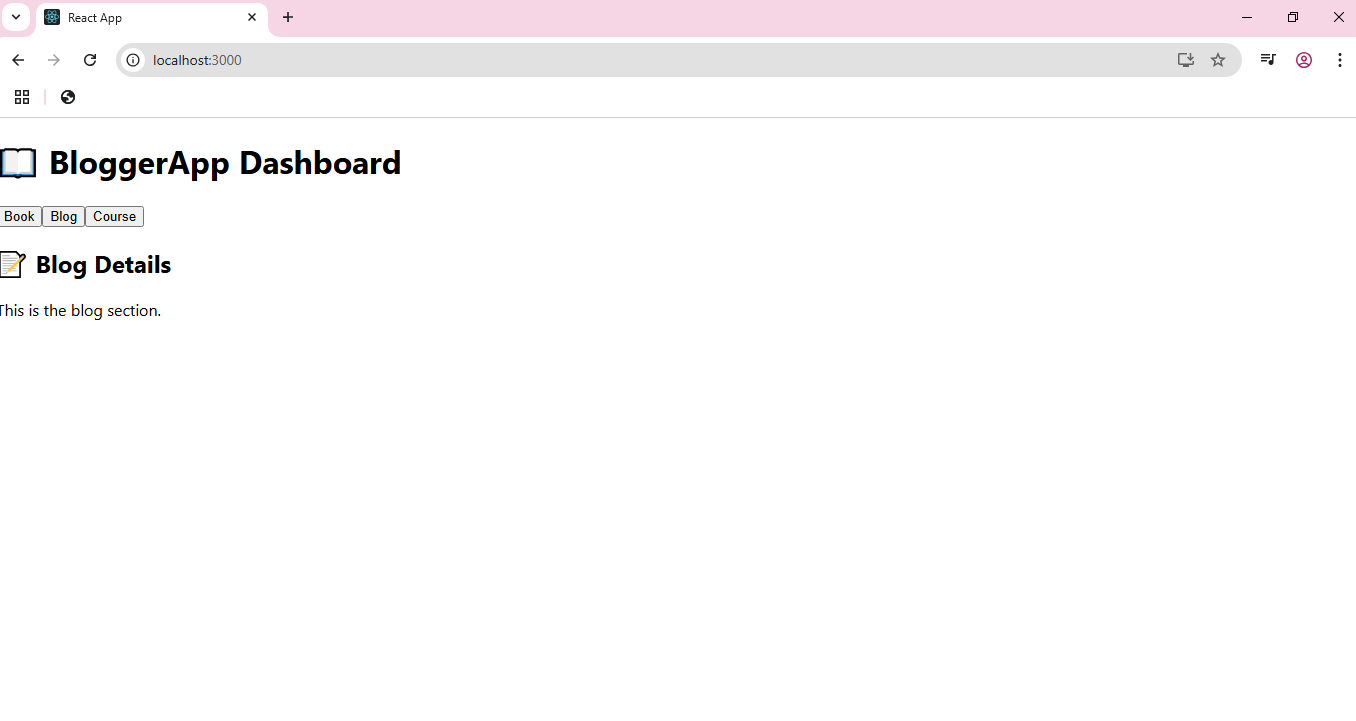 React App
localhost:3000
BloggerApp Dashboard
Book Blog Course
Blog Details
This is the blog section.